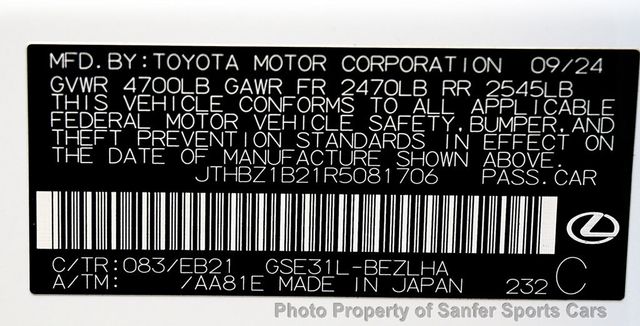 MFD. BY: TOYOTA MOTOR CORPORATION 09/24
GVWR 4700LB GAWR FR 2470LB RR 2545LB
THIS VEHICLE CONFORMS TO ALL APPLICABLE
FEDERAL MOTOR VEHICLE SAFETY, BUMPER, AND
THEFT PREVENTION STANDARDS IN EFFECT ON
THE DATE OF MANUFACTURE SHOWN ABOVE.
JTHBZ1B21R5081706 PASS. CAR
C/TR: 083/EB21 GSE31L-BEZLHA
A/TM: /AA81E MADE IN JAPAN 232 C
Photo Property of Sanfer Sports Cars